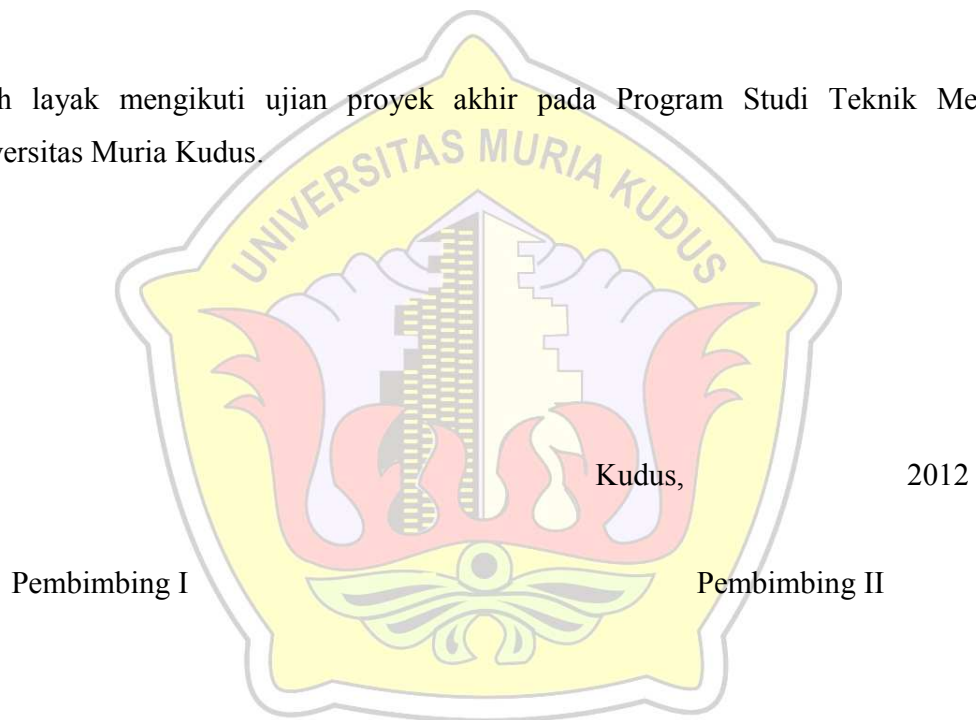 h layak mengikuti ujian proyek akhir pada Program Studi Teknik Me
versitas Muria Kudus.
UNIVERSITAS MURIA KUDUS
Kudus, 2012
Pembimbing I Pembimbing II